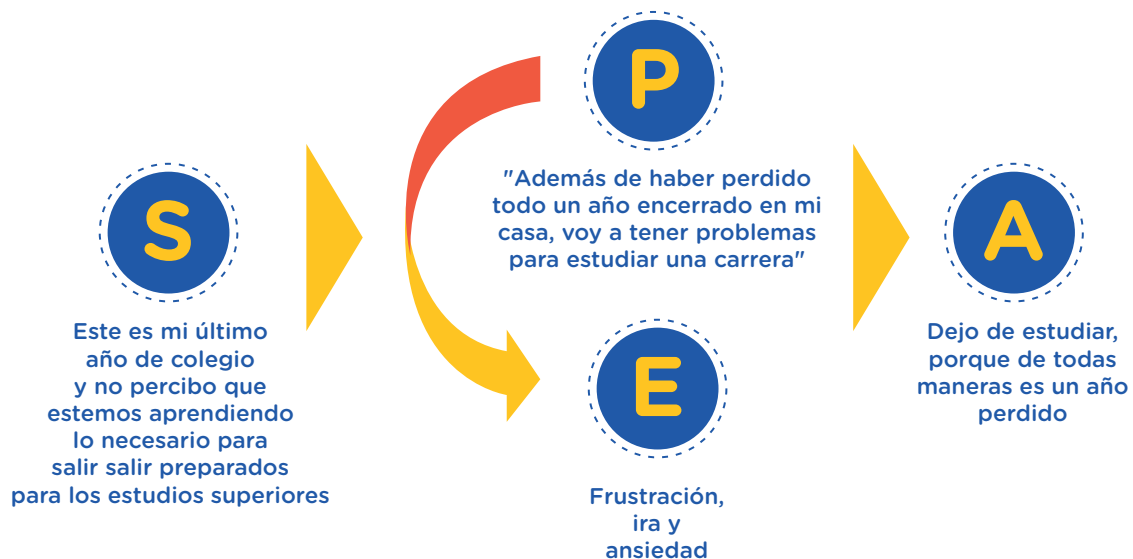 S
Este es mi último
año de colegio
y no percibo que
estemos aprendiendo
lo necesario para
salir salir preparados
para los estudios superiores
P
"Además de haber perdido
todo un año encerrado en mi
casa, voy a tener problemas
para estudiar una carrera"
E
Frustración,
ira y
ansiedad
A
Dejo de estudiar,
porque de todas
maneras es un año
perdido